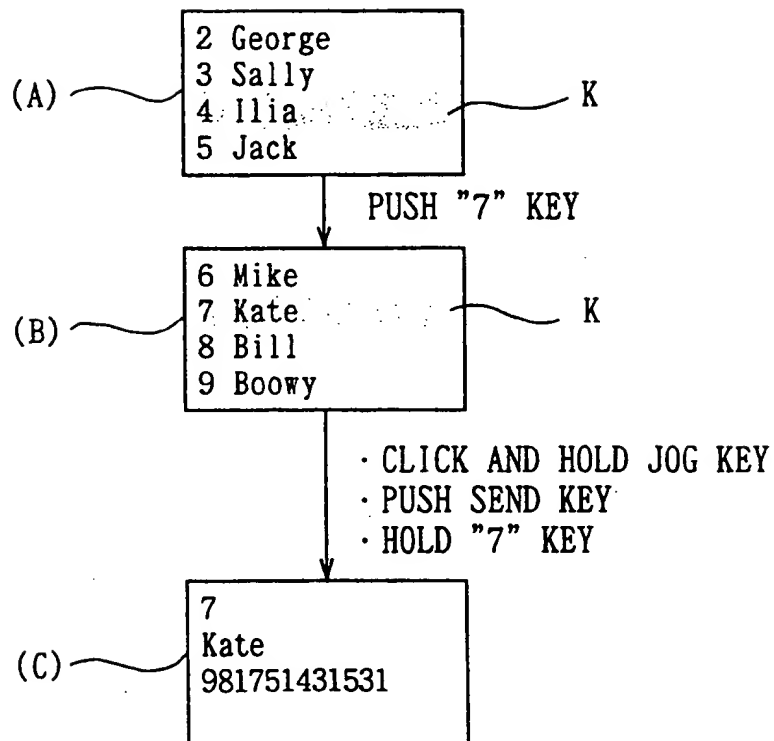 2 George
3 Sally
(A)
4 Ilia
K
5 Jack
PUSH "7" KEY
6 Mike
7 Kate
K
(B)
8 Bill
9 Boowy
· CLICK AND HOLD JOG KEY
· PUSH SEND KEY
· HOLD "7" KEY
7
Kate
(C)
981751431531